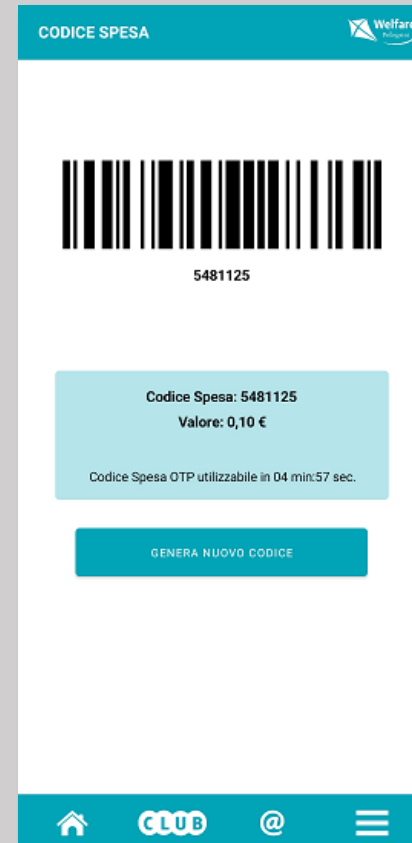 CODICE SPESA
Welfare
Pellegrini
5481125
Codice Spesa: 5481125
Valore: 0,10 €
Codice Spesa OTP utilizzabile in 04 min:57 sec.
GENERA NUOVO CODICE
CLUB
@